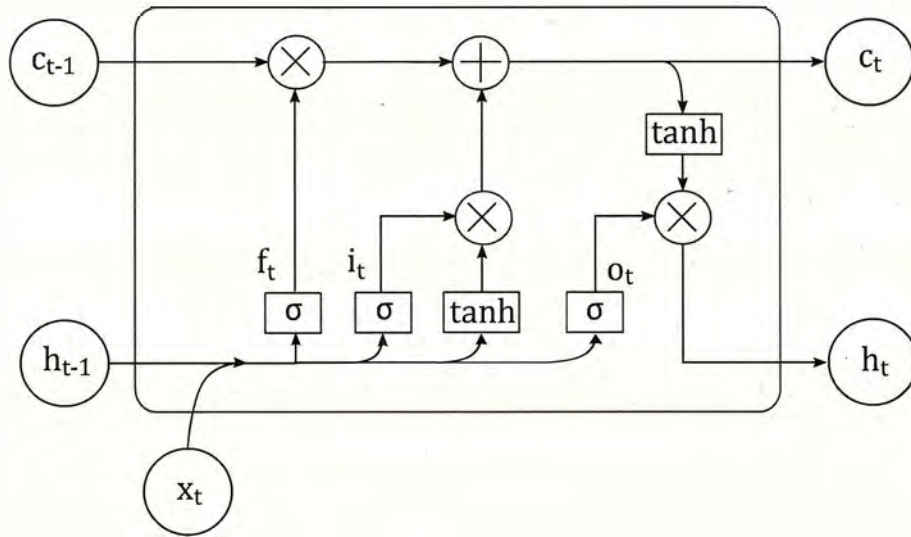 c_{t-1} × + c_t
tanh
× ×
f_t i_t o_t
σ σ tanh σ
h_{t-1} h_t
x_t